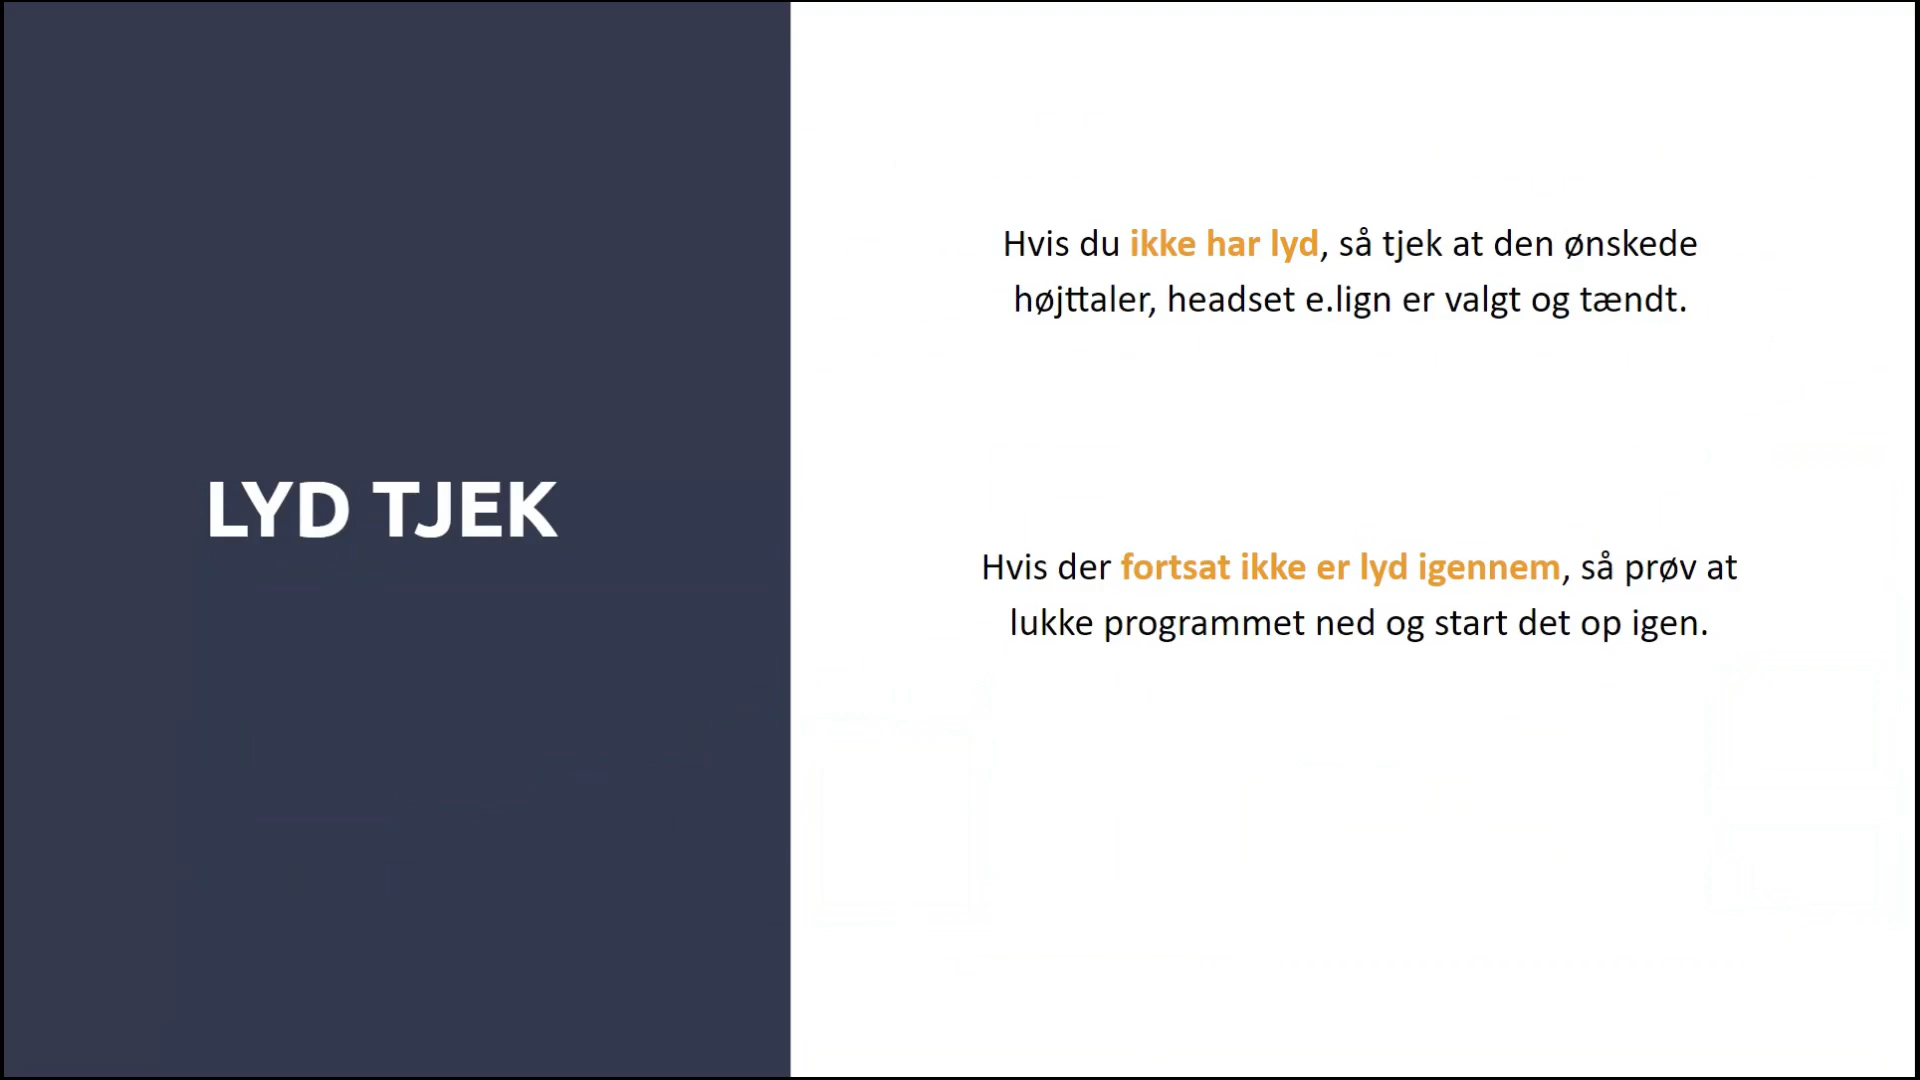 LYD TJEK
Hvis du ikke har lyd, så tjek at den ønskede
højttaler, headset e.lign er valgt og tændt.
Hvis der fortsat ikke er lyd igennem, så prøv at
lukke programmet ned og start det op igen.